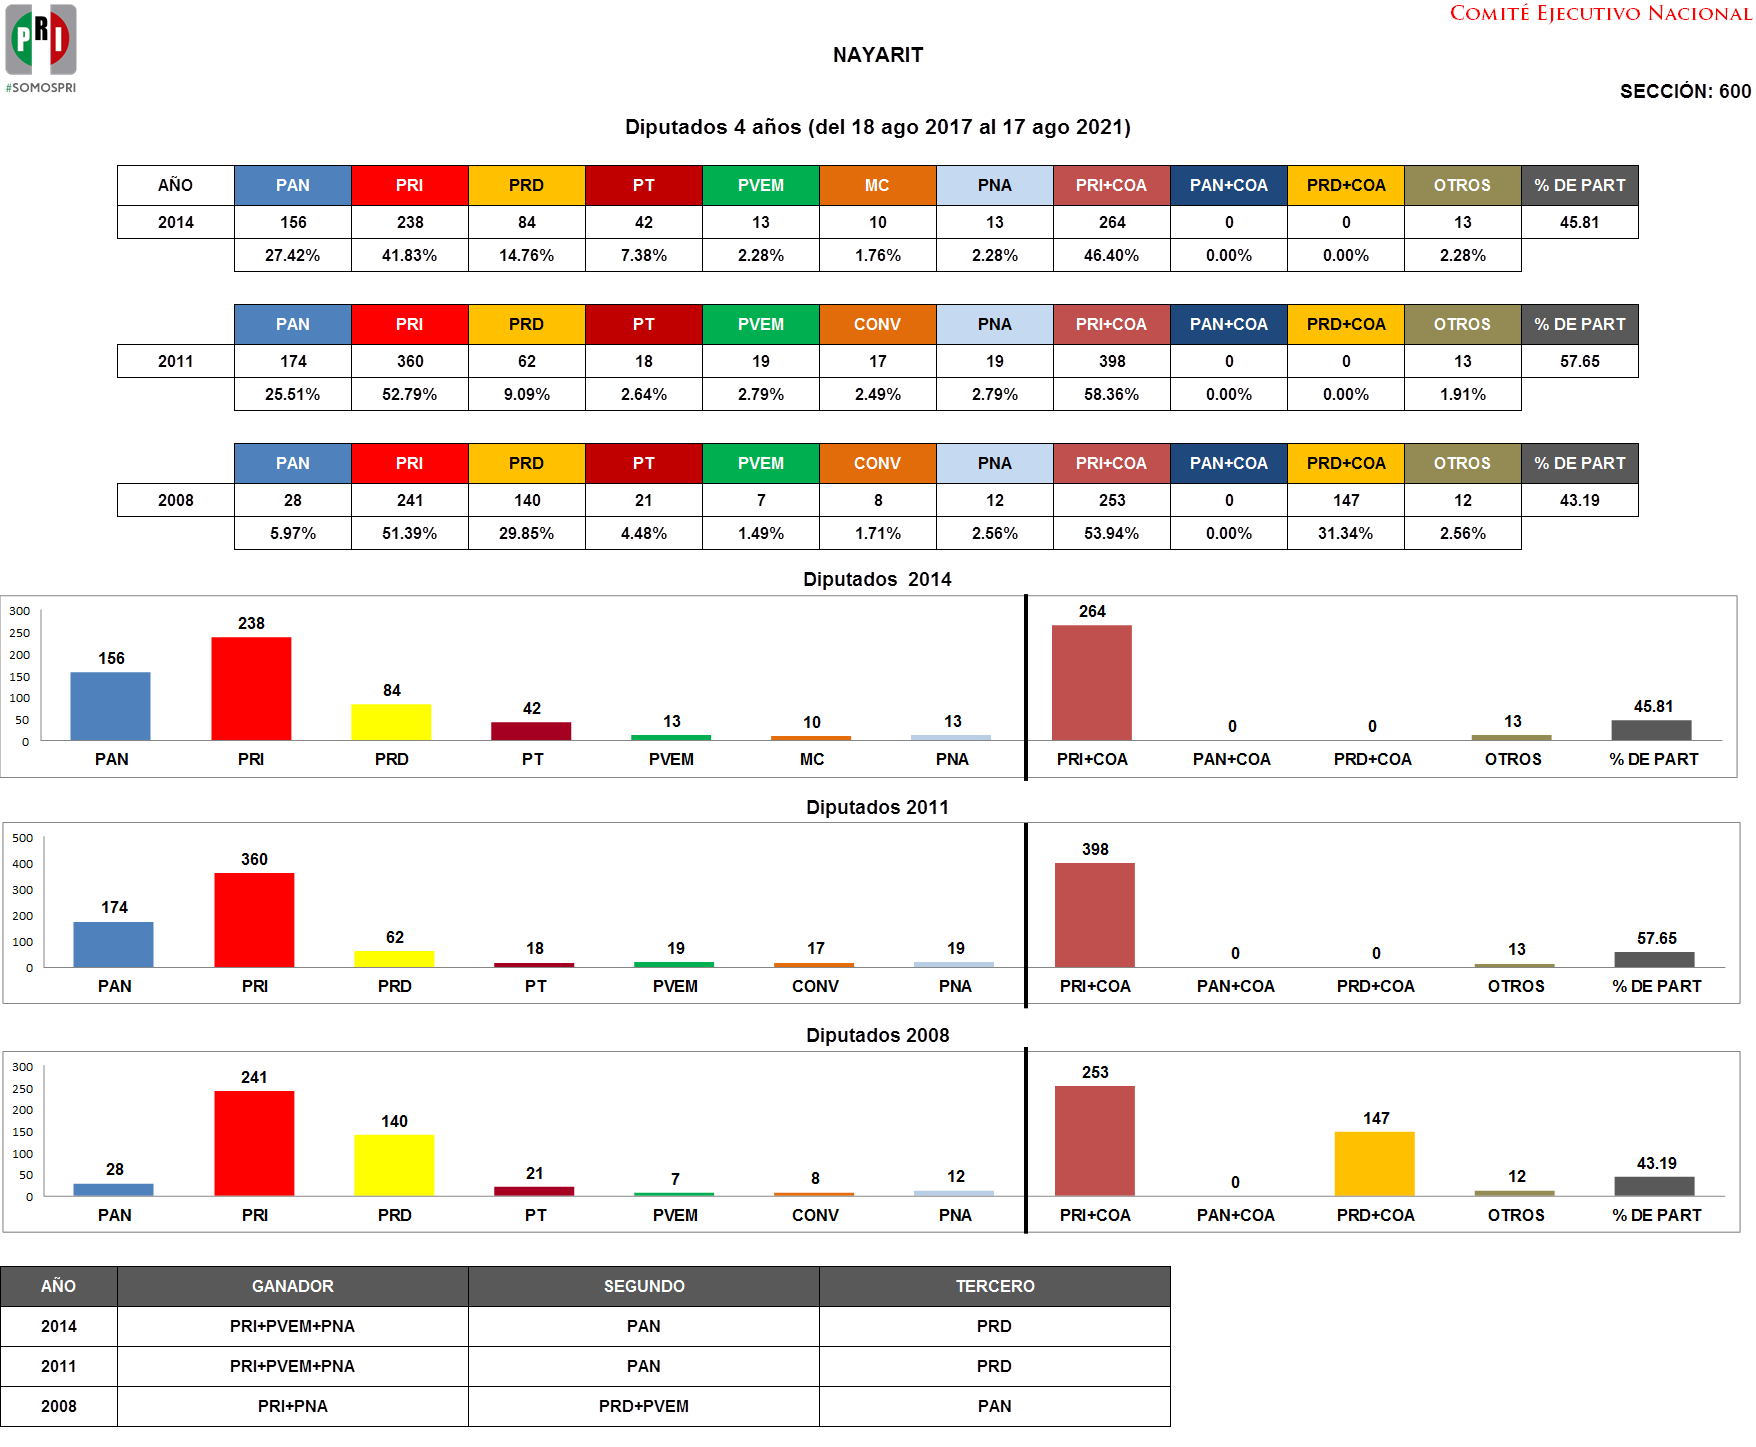 PRI
#SOMOSPRI
COMITÉ EJECUTIVO NACIONAL
NAYARIT
SECCIÓN: 600
Diputados 4 años (del 18 ago 2017 al 17 ago 2021)
AÑO PAN PRI PRD PT PVEM MC PNA PRI+COA PAN+COA PRD+COA OTROS % DE PART
2014 156 238 84 42 13 10 13 264 0 0 13 45.81
27.42% 41.83% 14.76% 7.38% 2.28% 1.76% 2.28% 46.40% 0.00% 0.00% 2.28%
PAN PRI PRD PT PVEM CONV PNA PRI+COA PAN+COA PRD+COA OTROS % DE PART
2011 174 360 62 18 19 17 19 398 0 0 13 57.65
25.51% 52.79% 9.09% 2.64% 2.79% 2.49% 2.79% 58.36% 0.00% 0.00% 1.91%
PAN PRI PRD PT PVEM CONV PNA PRI+COA PAN+COA PRD+COA OTROS % DE PART
2008 28 241 140 21 7 8 12 253 0 147 12 43.19
5.97% 51.39% 29.85% 4.48% 1.49% 1.71% 2.56% 53.94% 0.00% 31.34% 2.56%
Diputados 2014
300
250
200
150
100
50
0
156 238 84 42 13 10 13 264 0 0 13 45.81
PAN PRI PRD PT PVEM MC PNA PRI+COA PAN+COA PRD+COA OTROS % DE PART
Diputados 2011
500
400
300
200
100
0
174 360 62 18 19 17 19 398 0 0 13 57.65
PAN PRI PRD PT PVEM CONV PNA PRI+COA PAN+COA PRD+COA OTROS % DE PART
Diputados 2008
300
250
200
150
100
50
0
28 241 140 21 7 8 12 253 0 147 12 43.19
PAN PRI PRD PT PVEM CONV PNA PRI+COA PAN+COA PRD+COA OTROS % DE PART
AÑO GANADOR SEGUNDO TERCERO
2014 PRI+PVEM+PNA PAN PRD
2011 PRI+PVEM+PNA PAN PRD
2008 PRI+PNA PRD+PVEM PAN